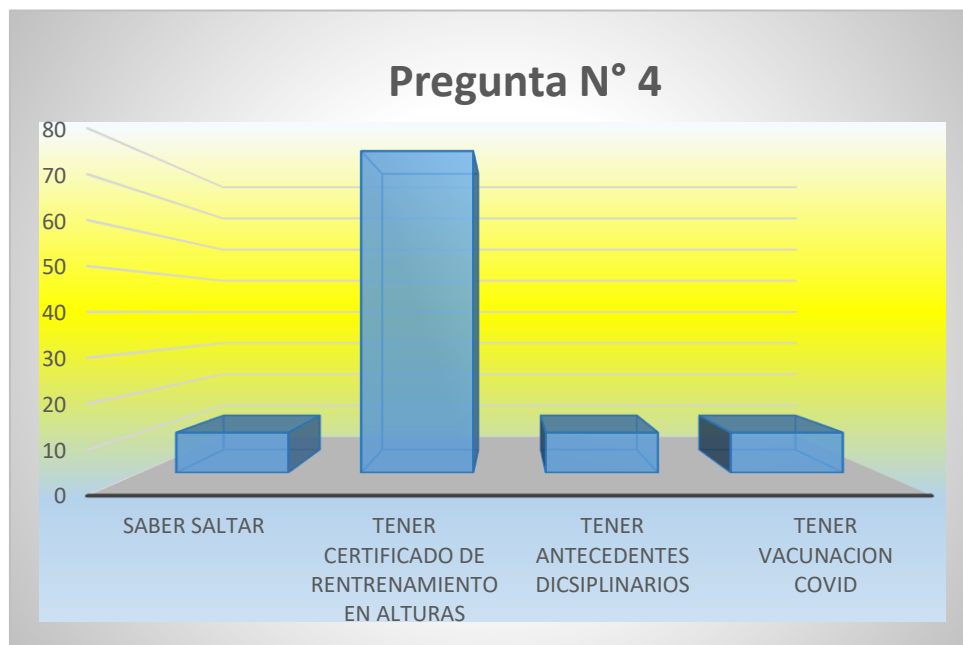 Pregunta N° 4
80
70
60
50
40
30
20
10
0
SABER SALTAR
TENER
CERTIFICADO DE
RENTRENAMIENTO
EN ALTURAS
TENER
ANTECEDENTES
DICSIPLINARIOS
TENER
VACUNACION
COVID